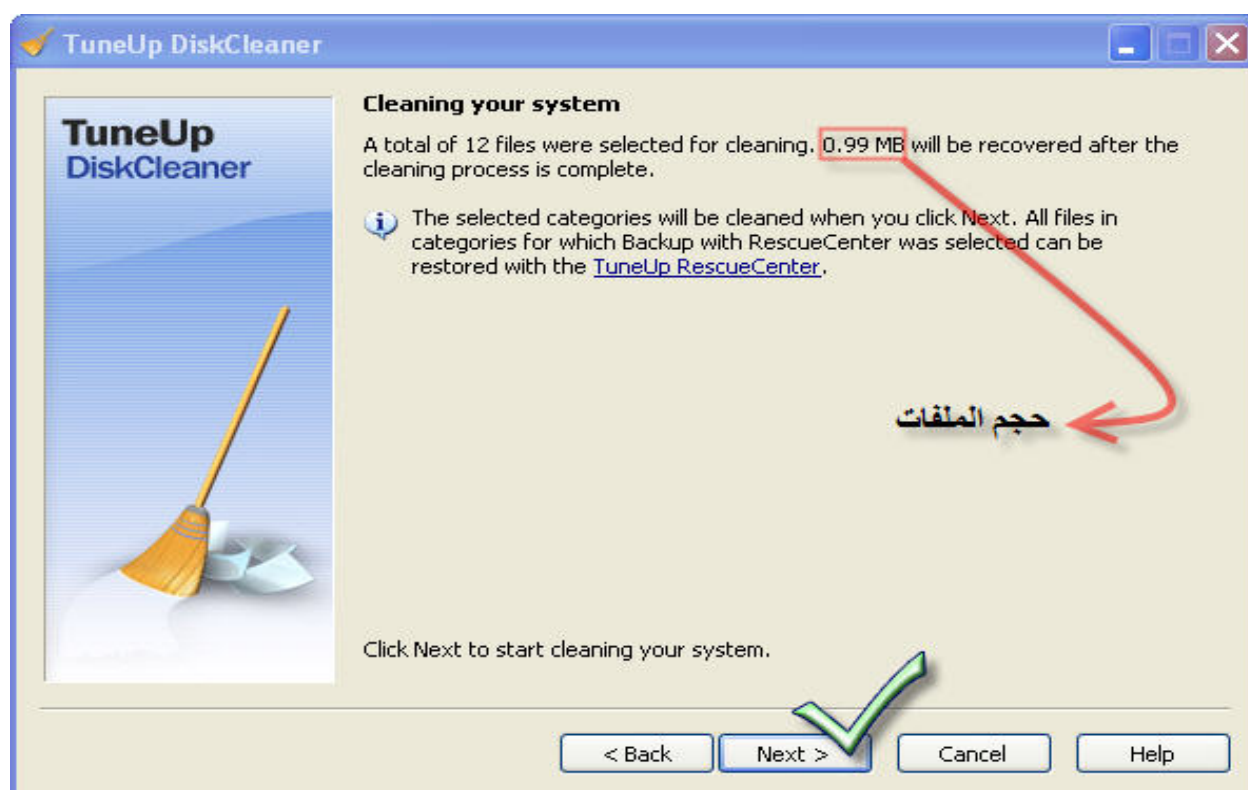 TuneUp DiskCleaner
TuneUp
DiskCleaner
Cleaning your system
A total of 12 files were selected for cleaning. 0.99 MB will be recovered after the
cleaning process is complete.
The selected categories will be cleaned when you click Next. All files in
categories for which Backup with RescueCenter was selected can be
restored with the TuneUp RescueCenter.
حجم الملفات
Click Next to start cleaning your system.
< Back Next > Cancel Help